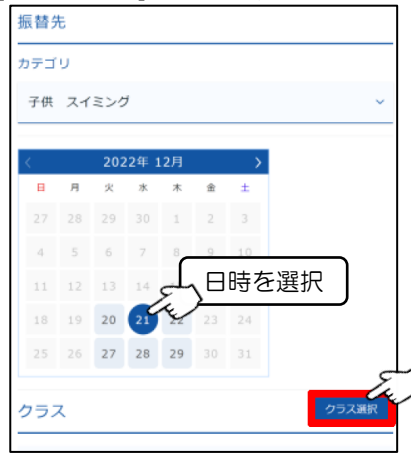 振替先
カテゴリ
子供 スイミング
2022年 12月
日 月 火 水 木 金 土
27 28 29 30 1 2 3
4 5 6 7 8 9 10
11 12 13 14
日時を選択
18 19 20 21 22 23 24
25 26 27 28 29 30 31
クラス
クラス選択